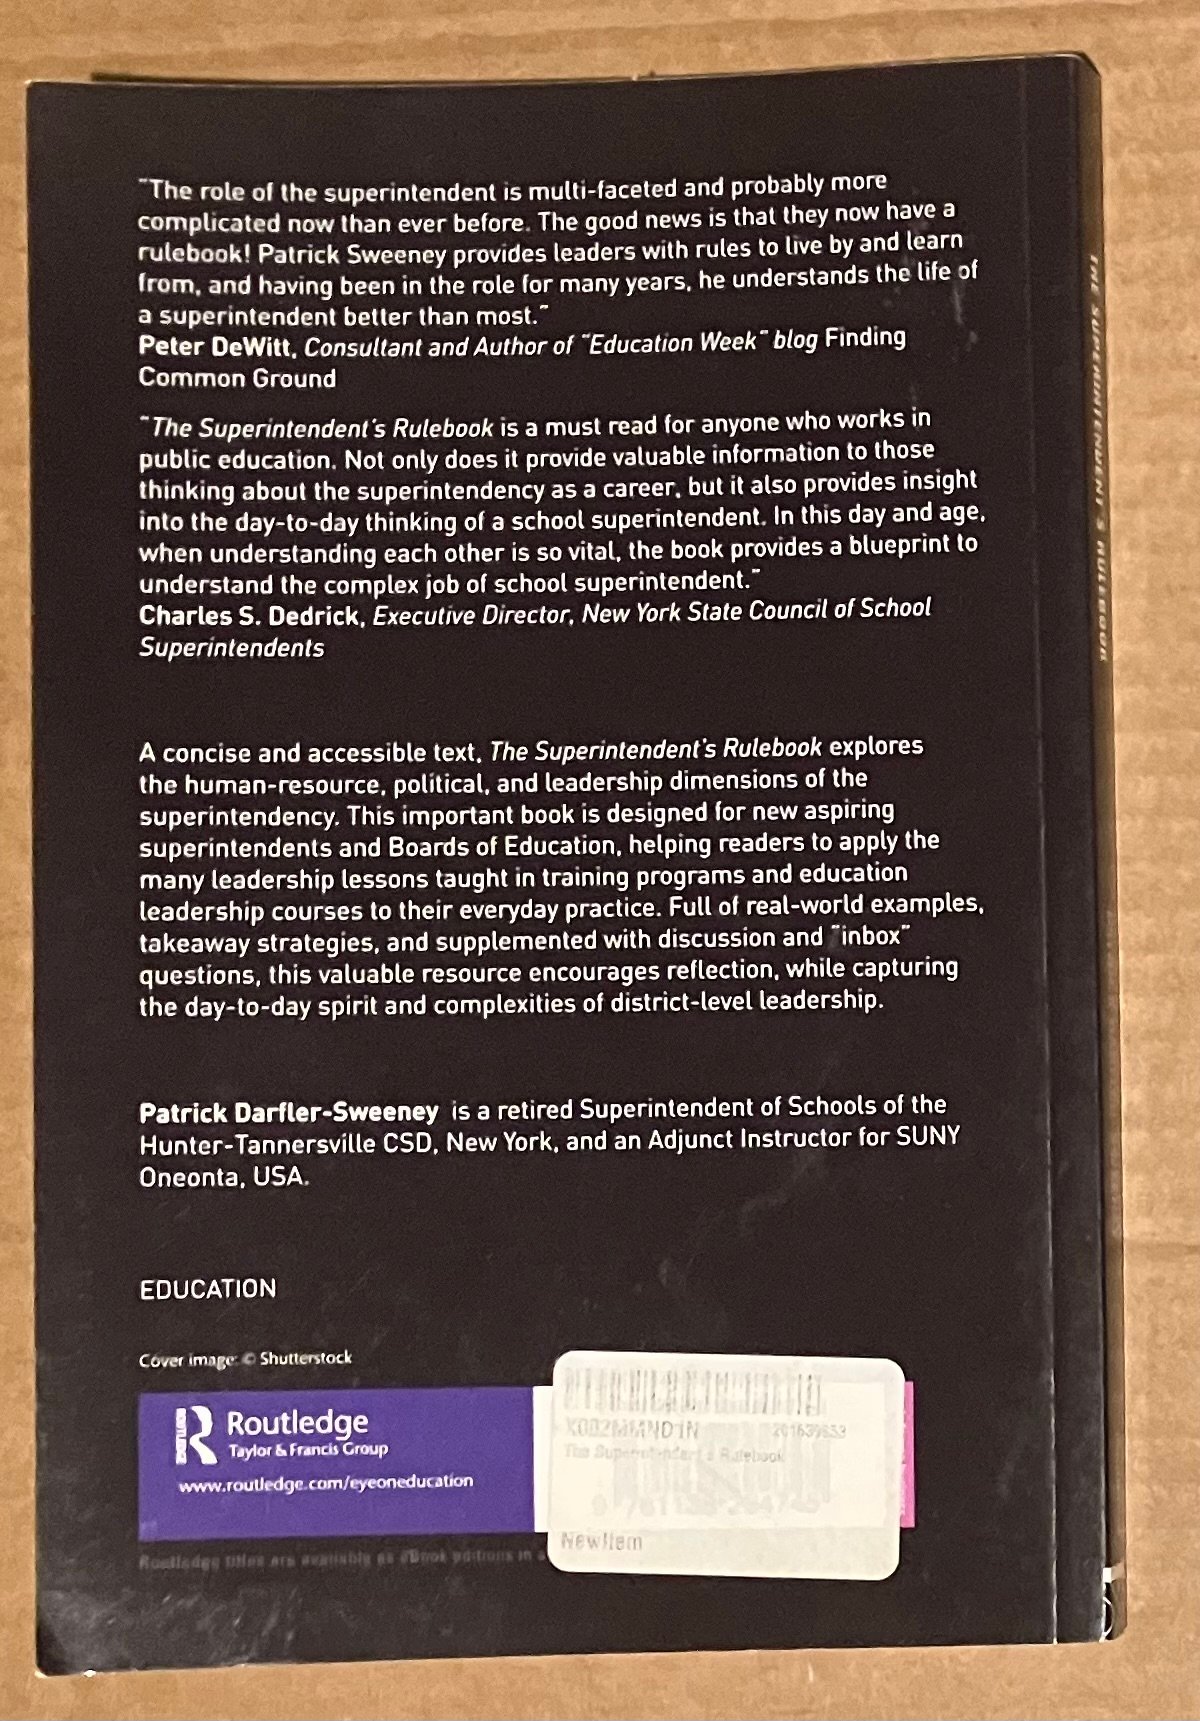 "The role of the superintendent is multi-faceted and probably more
complicated now than ever before. The good news is that they now have a
rulebook! Patrick Sweeney provides leaders with rules to live by and learn
from, and having been in the role for many years, he understands the life of
a superintendent better than most."
Peter DeWitt, Consultant and Author of "Education Week" blog Finding
Common Ground
"The Superintendent's Rulebook is a must read for anyone who works in
public education. Not only does it provide valuable information to those
thinking about the superintendency as a career, but it also provides insight
into the day-to-day thinking of a school superintendent. In this day and age,
when understanding each other is so vital, the book provides a blueprint to
understand the complex job of school superintendent."
Charles S. Dedrick, Executive Director, New York State Council of School
Superintendents
A concise and accessible text, The Superintendent's Rulebook explores
the human-resource, political, and leadership dimensions of the
superintendency. This important book is designed for new aspiring
superintendents and Boards of Education, helping readers to apply the
many leadership lessons taught in training programs and education
leadership courses to their everyday practice. Full of real-world examples,
takeaway strategies, and supplemented with discussion and "inbox"
questions, this valuable resource encourages reflection, while capturing
the day-to-day spirit and complexities of district-level leadership.
Patrick Darfler-Sweeney is a retired Superintendent of Schools of the
Hunter-Tannersville CSD, New York, and an Adjunct Instructor for SUNY
Oneonta, USA.
EDUCATION
Cover image: © Shutterstock
R Routledge
Taylor & Francis Group
www.routledge.com/eyeoneducation
Routledge titles are available as eBook editions in a
The Superintendent's Rulebook
NewItem
THE SUPERINTENDENT'S RULEBOOK